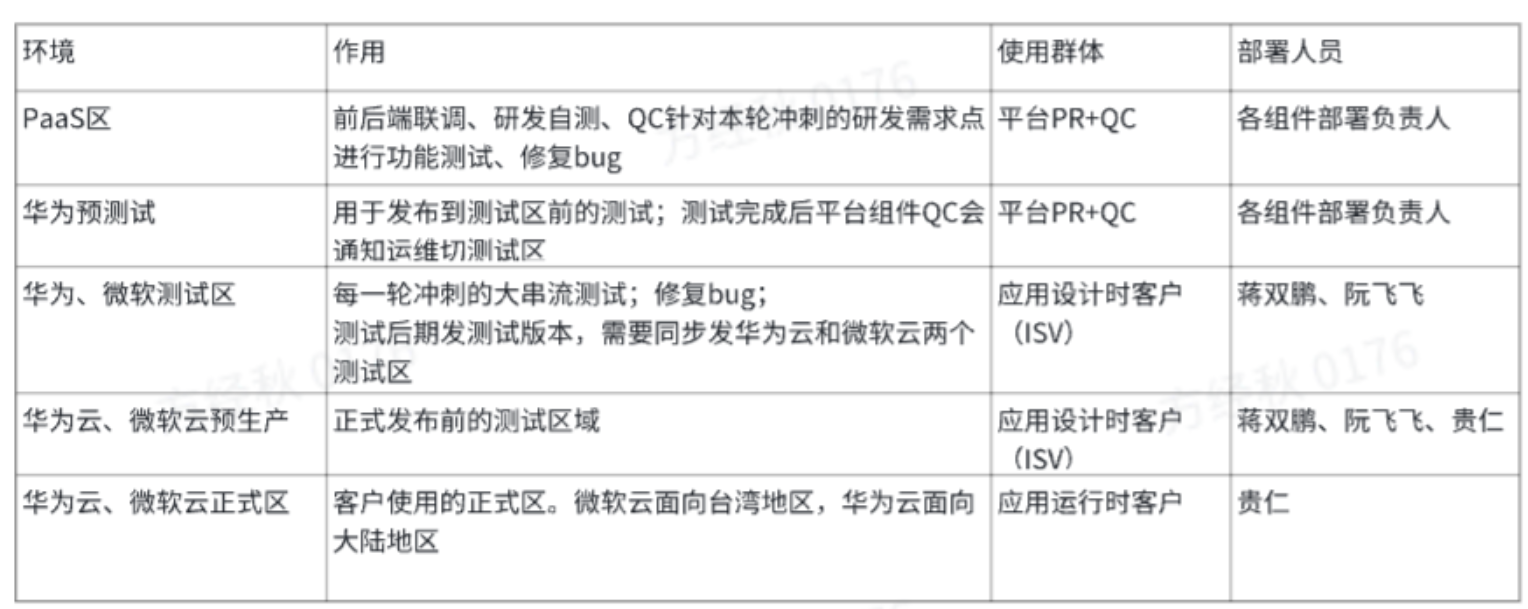 环境 作用 使用群体 部署人员
PaaS区 前后端联调、研发自测、QC针对本轮冲刺的研发需求点 平台PR+QC 各组件部署负责人
进行功能测试、修复bug
华为预测试 用于发布到测试区前的测试；测试完成后平台组件QC会 平台PR+QC 各组件部署负责人
通知运维切测试区
华为、微软测试区 每一轮冲刺的大串流测试；修复bug； 应用设计时客户 蒋双鹏、阮飞飞
测试后期发测试版本，需要同步发华为云和微软云两个 （ISV）
测试区
华为云、微软云预生产 正式发布前的测试区域 应用设计时客户 蒋双鹏、阮飞飞、贵仁
（ISV）
华为云、微软云正式区 客户使用的正式区。微软云面向台湾地区，华为云面向 应用运行时客户 贵仁
大陆地区
方经秋 0176
方经秋 0176
方经秋 0176